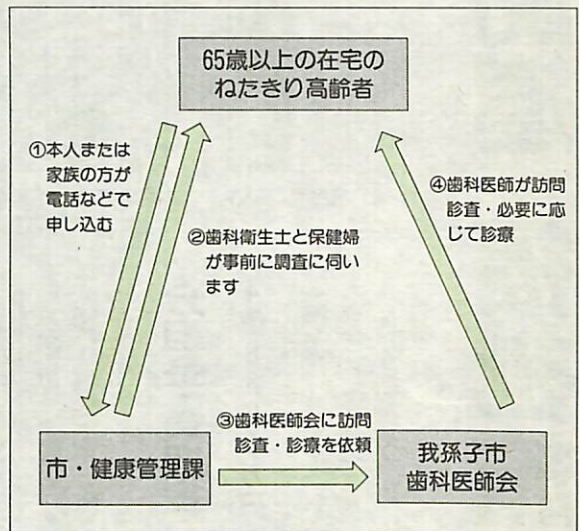 65歳以上の在宅の
ねたきり高齢者
①本人または
家族の方が
電話などで
申し込む
②歯科衛生士と保健婦
が事前に調査に伺い
ます
④歯科医師が訪問
診査・必要に応
じて診療
③歯科医師会に訪問
診査・診療を依頼
市・健康管理課
我孫子市
歯科医師会